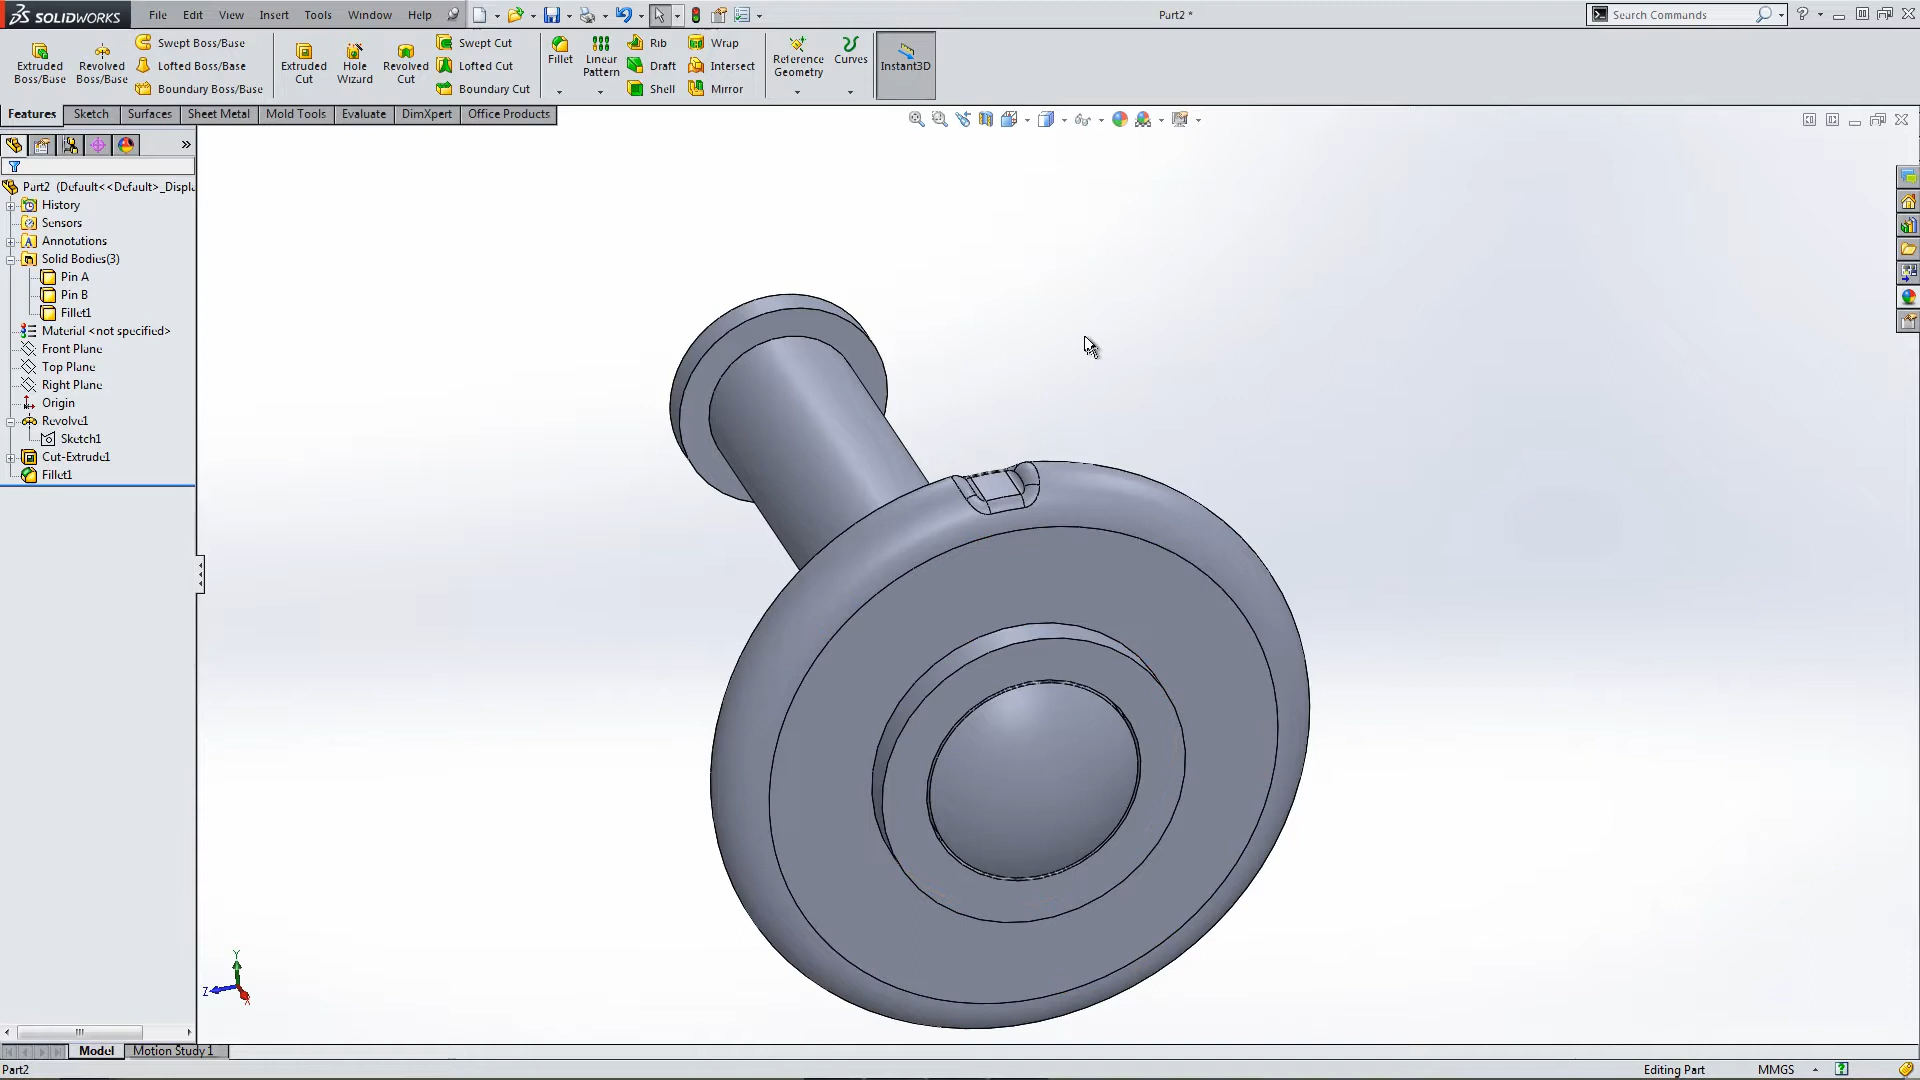 SOLIDWORKS File Edit View Insert Tools Window Help Part2 * Search Commands
Extruded Boss/Base
Revolved Boss/Base
Swept Boss/Base
Lofted Boss/Base
Boundary Boss/Base
Extruded Cut
Hole Wizard
Revolved Cut
Swept Cut
Lofted Cut
Boundary Cut
Fillet
Linear Pattern
Rib
Draft
Shell
Wrap
Intersect
Mirror
Reference Geometry
Curves
Instant3D
Features Sketch Surfaces Sheet Metal Mold Tools Evaluate DimXpert Office Products
Part2 (Default<<Default>_Displ
History
Sensors
Annotations
Solid Bodies(3)
Pin A
Pin B
Fillet1
Material <not specified>
Front Plane
Top Plane
Right Plane
Origin
Revolve1
Sketch1
Cut-Extrude1
Fillet1
Y
Z
X
Model Motion Study 1
Part2 Editing Part MMGS